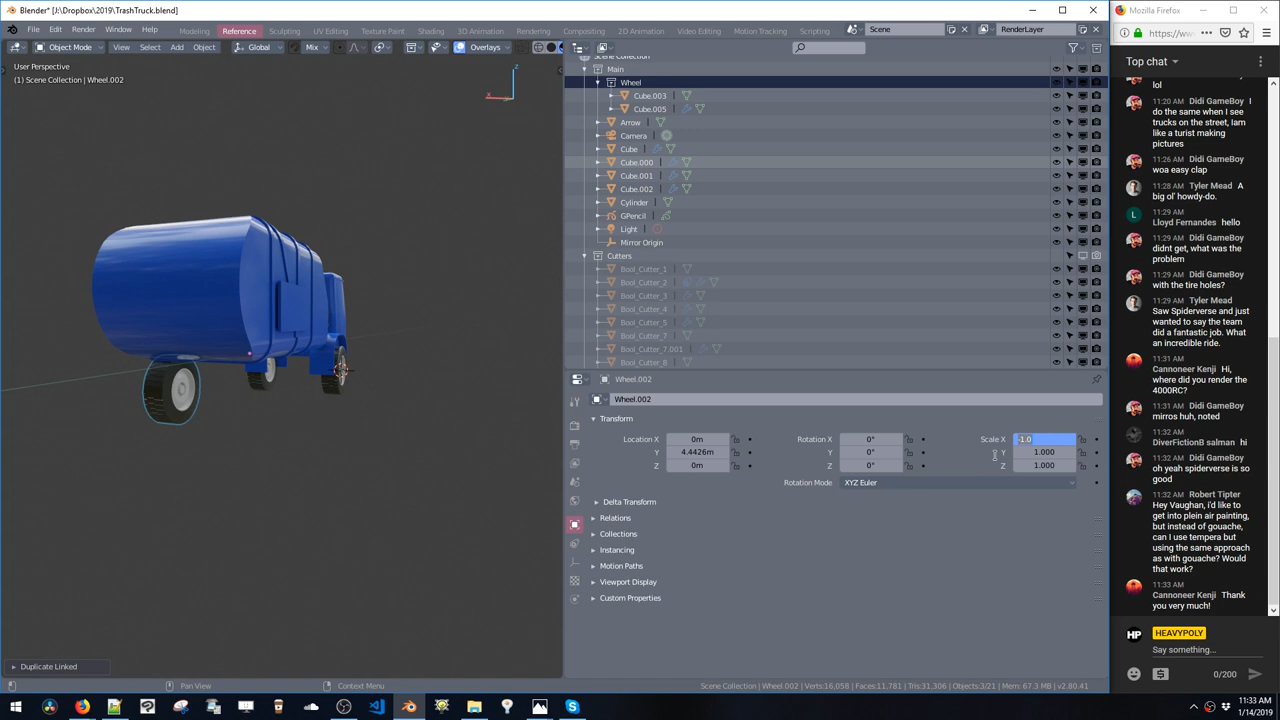 Blender* [J:\Dropbox\2019\TrashTruck.blend]
File Edit Render Window Help Modeling Reference Sculpting UV Editing Texture Paint Shading 3D Animation Rendering Compositing 2D Animation Video Editing Motion Tracking Scripting Scene RenderLayer
Object Mode View Select Add Object Global Mix Overlays
User Perspective
(1) Scene Collection | Wheel.002
Duplicate Linked
Scene Collection
Main
Wheel
Cube.003
Cube.005
Arrow
Camera
Cube
Cube.000
Cube.001
Cube.002
Cylinder
GPencil
Light
Mirror Origin
Cutters
Bool_Cutter_1
Bool_Cutter_2
Bool_Cutter_3
Bool_Cutter_4
Bool_Cutter_5
Bool_Cutter_7
Bool_Cutter_7.001
Bool_Cutter_8
Wheel.002
Wheel.002
Transform
Location X 0m Rotation X 0° Scale X -1.0
Y 4.4426m Y 0° Y 1.000
Z 0m Z 0° Z 1.000
Rotation Mode XYZ Euler
Delta Transform
Relations
Collections
Instancing
Motion Paths
Viewport Display
Custom Properties
Pan View Context Menu Scene Collection | Wheel.002 | Verts:16,058 | Faces:11,781 | Tris:31,306 | Objects:3/21 | Mem: 67.3 MB | v2.80.41
Mozilla Firefox
https://ww
Top chat
lol
11:20 AM Didi GameBoy I
do the same when I see
trucks on the street, Iam
like a turist making
pictures
11:26 AM Didi GameBoy
woa easy clap
11:28 AM Tyler Mead A
big ol' howdy-do.
11:29 AM
Lloyd Fernandes hello
11:29 AM Didi GameBoy
didnt get, what was the
problem
11:29 AM Didi GameBoy
with the tire holes?
11:29 AM Tyler Mead
Saw Spiderverse and
just wanted to say the
team did a fantastic job. What
an incredible ride.
11:31 AM
Cannoneer Kenji Hi,
where did you render the
4000RC?
11:31 AM Didi GameBoy
mirros huh, noted
11:32 AM
DiverFictionB salman hi
11:32 AM Didi GameBoy
oh yeah spiderverse is so
good
11:32 AM Robert Tipter
Hey Vaughan, i'd like to
get into plein air painting,
but instead of gouache,
can I use tempera but
using the same approach
as with gouache? Would
that work?
11:33 AM
Cannoneer Kenji Thank
you very much!
HP HEAVYPOLY
Say something...
0/200
11:33 AM
1/14/2019